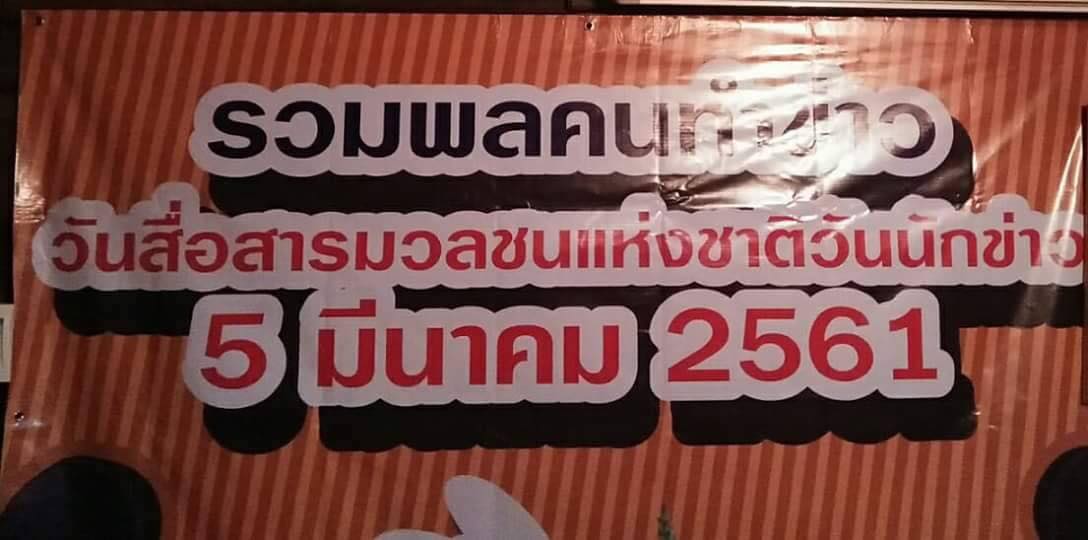 รวมพลคนทำข่าว
วันสื่อสารมวลชนแห่งชาติวันนักข่าว
5 มีนาคม 2561